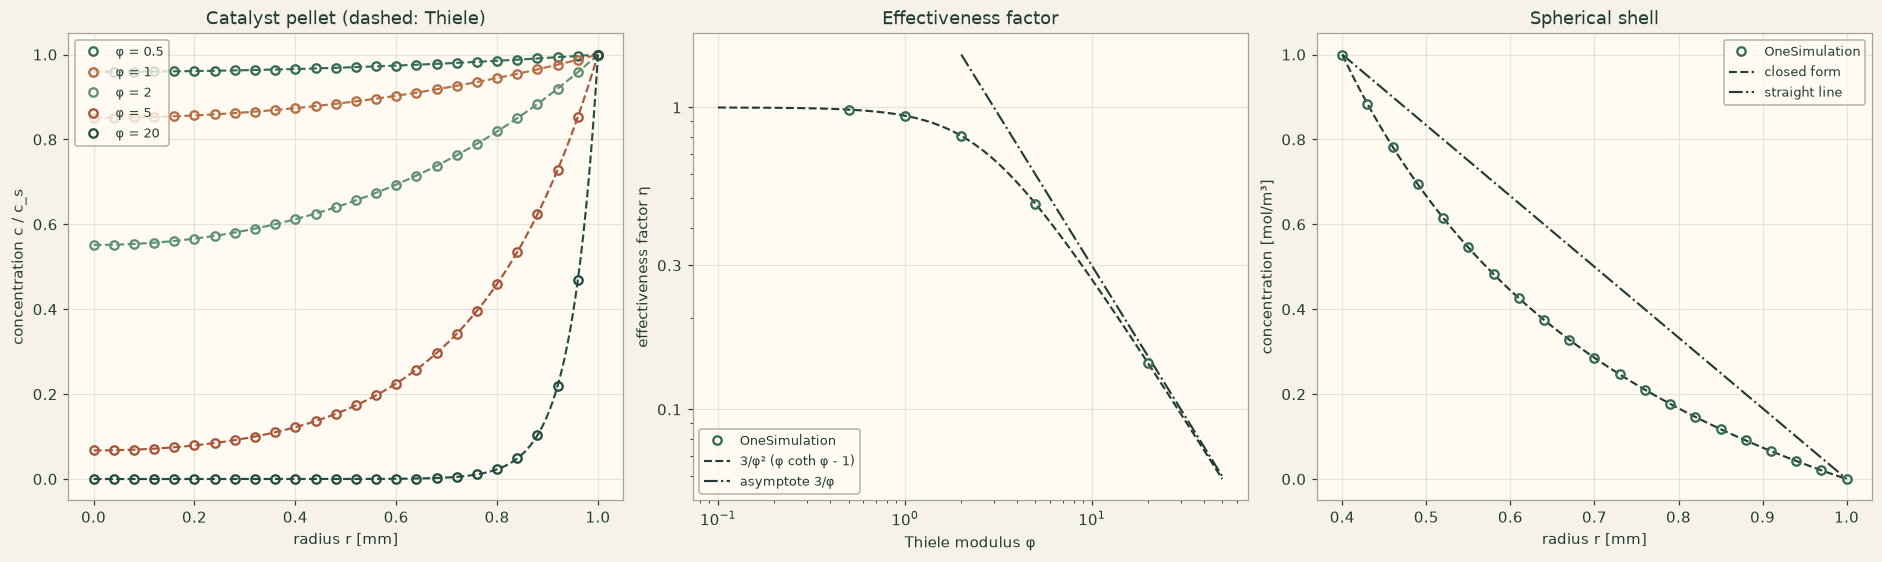 Catalyst pellet (dashed: Thiele)
φ = 0.5
φ = 1
φ = 2
φ = 5
φ = 20
concentration c / c_s
1.0
0.8
0.6
0.4
0.2
0.0
0.0 0.2 0.4 0.6 0.8 1.0
radius r [mm]
Effectiveness factor
effectiveness factor η
1
0.3
0.1
OneSimulation
3/φ² (φ coth φ - 1)
asymptote 3/φ
10⁻¹ 10⁰ 10¹
Thiele modulus φ
Spherical shell
OneSimulation
closed form
straight line
concentration [mol/m³]
1.0
0.8
0.6
0.4
0.2
0.0
0.4 0.5 0.6 0.7 0.8 0.9 1.0
radius r [mm]